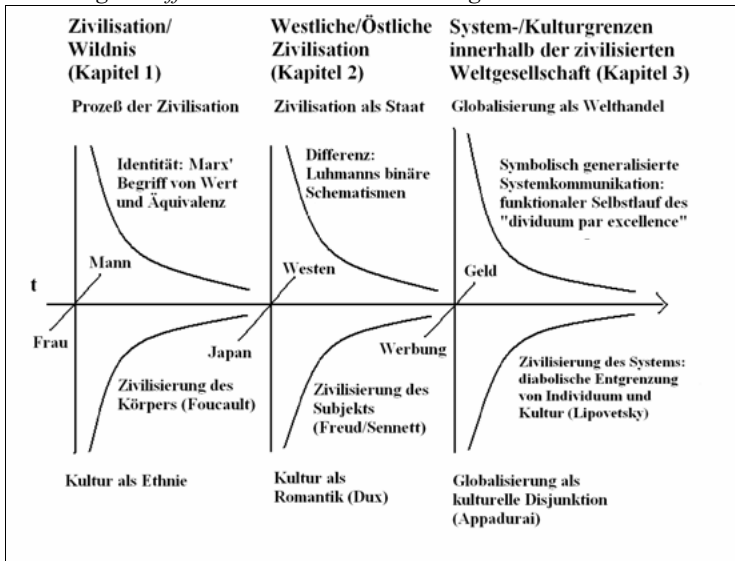 Zivilisation/
Wildnis
(Kapitel 1)
Westliche/Östliche
Zivilisation
(Kapitel 2)
System-/Kulturgrenzen
innerhalb der zivilisierten
Weltgesellschaft (Kapitel 3)
Prozeß der Zivilisation
Zivilisation als Staat
Globalisierung als Welthandel
Identität: Marx'
Begriff von Wert
und Äquivalenz
Differenz:
Luhmanns binäre
Schematismen
Symbolisch generalisierte
Systemkommunikation:
funktionaler Selbstlauf des
"dividuum par excellence"
t
Mann
Frau
Westen
Japan
Geld
Werbung
Zivilisierung des
Körpers (Foucault)
Zivilisierung des
Subjekts
(Freud/Sennett)
Zivilisierung des Systems:
diabolische Entgrenzung
von Individuum und
Kultur (Lipovetsky)
Kultur als Ethnie
Kultur als
Romantik (Dux)
Globalisierung als
kulturelle Disjunktion
(Appadurai)